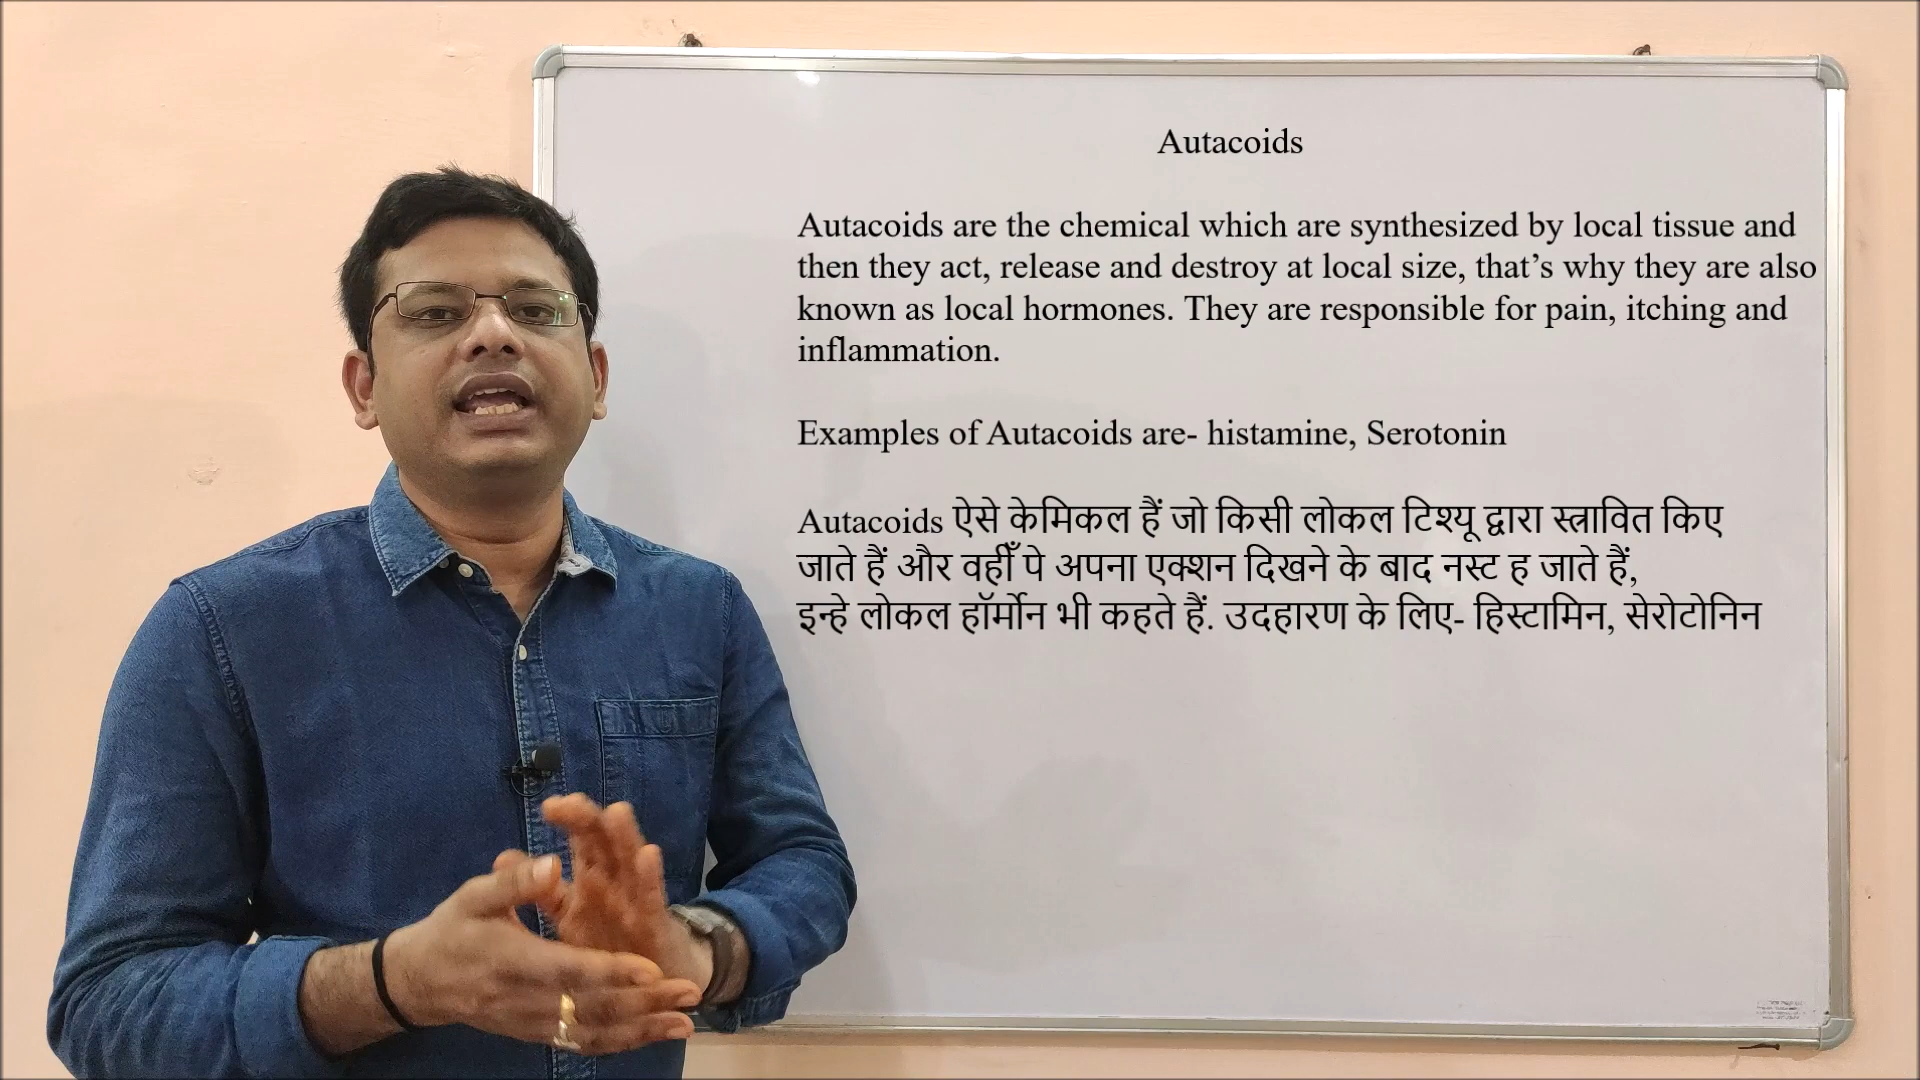 Autacoids
Autacoids are the chemical which are synthesized by local tissue and
then they act, release and destroy at local size, that’s why they are also
known as local hormones. They are responsible for pain, itching and
inflammation.
Examples of Autacoids are- histamine, Serotonin
Autacoids ऐसे केमिकल हैं जो किसी लोकल टिश्यू द्वारा स्त्रावित किए
जाते हैं और वहीँ पे अपना एक्शन दिखने के बाद नस्ट ह जाते हैं,
इन्हे लोकल हॉर्मोन भी कहते हैं. उदहारण के लिए- हिस्टामिन, सेरोटोनिन